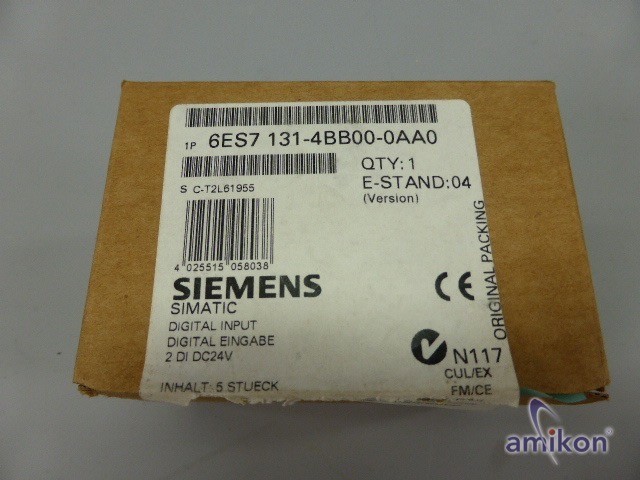 1P 6ES7 131-4BB00-0AA0
QTY: 1
S C-T2L61955
E-STAND:04
(Version)
4 025515 058038
SIEMENS
SIMATIC
DIGITAL INPUT
DIGITAL EINGABE
2 DI DC24V
INHALT: 5 STUECK
CE
ORIGINAL PACKING
N117
CUL/EX
FM/CE
amikon®